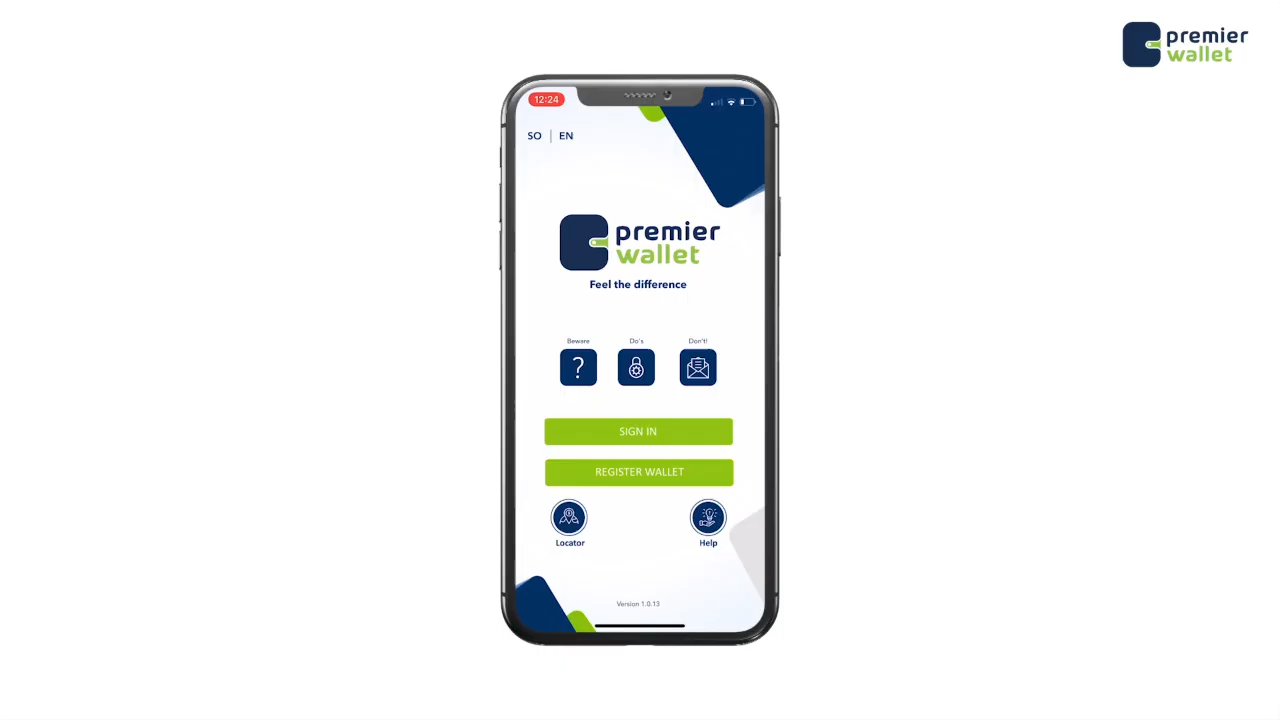 premier
wallet
12:24
SO | EN
premier
wallet
Feel the difference
Beware
Do's
Don't!
?
SIGN IN
REGISTER WALLET
Locator
Help
Version 1.0.13